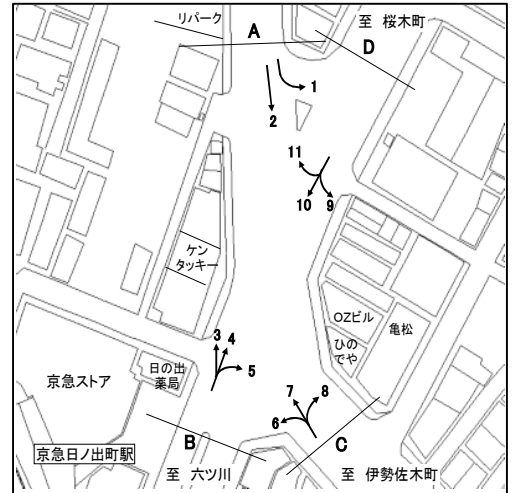 リパーク
A
至 桜木町
D
1
2
11
10
9
ケン
タッキー
OZビル
亀松
ひの
でや
3
4
5
日の出
薬局
京急ストア
7
8
6
B
C
京急日ノ出町駅
至 六ツ川
至 伊勢佐木町